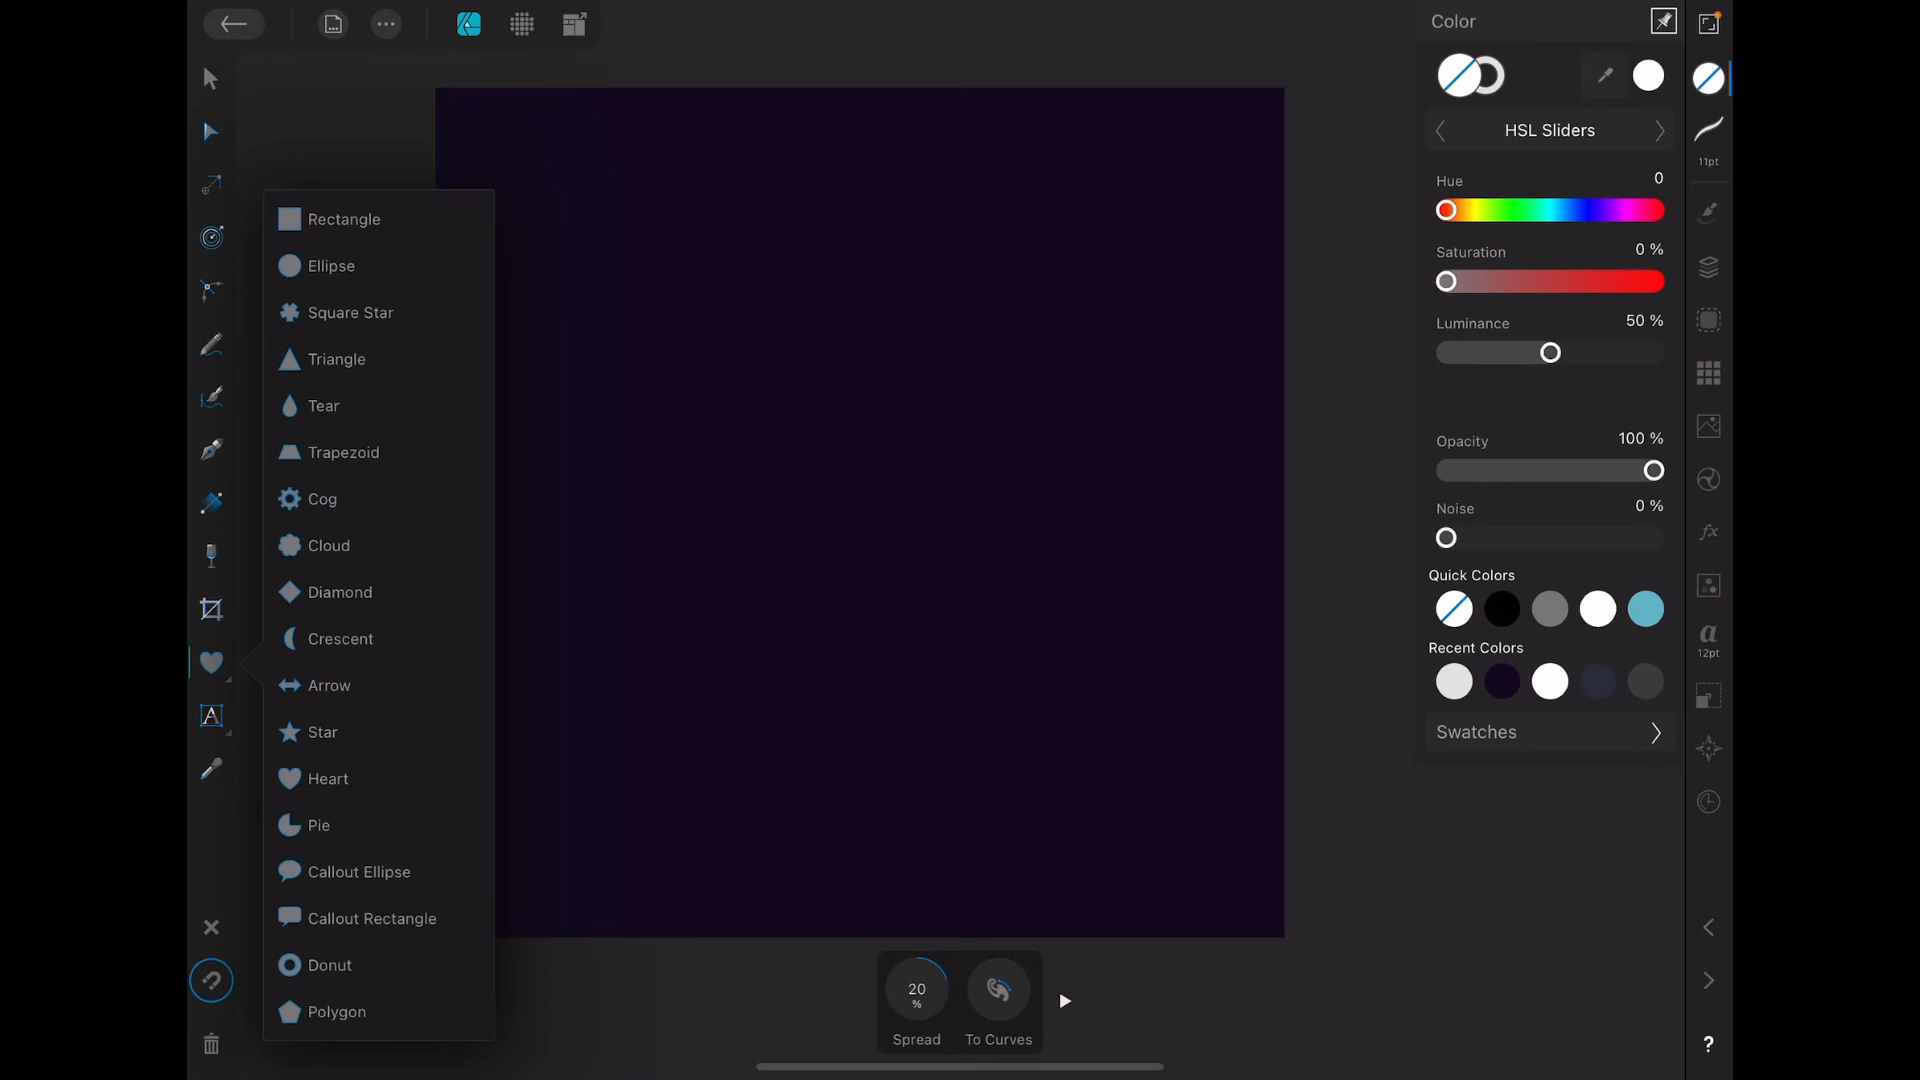 Color
HSL Sliders
11pt
Hue 0
Saturation 0 %
Luminance 50 %
Opacity 100 %
Noise 0 %
Quick Colors
Recent Colors
Swatches
a
12pt
Rectangle
Ellipse
Square Star
Triangle
Tear
Trapezoid
Cog
Cloud
Diamond
Crescent
Arrow
Star
Heart
Pie
Callout Ellipse
Callout Rectangle
Donut
Polygon
A
fx
20
%
Spread
To Curves
?